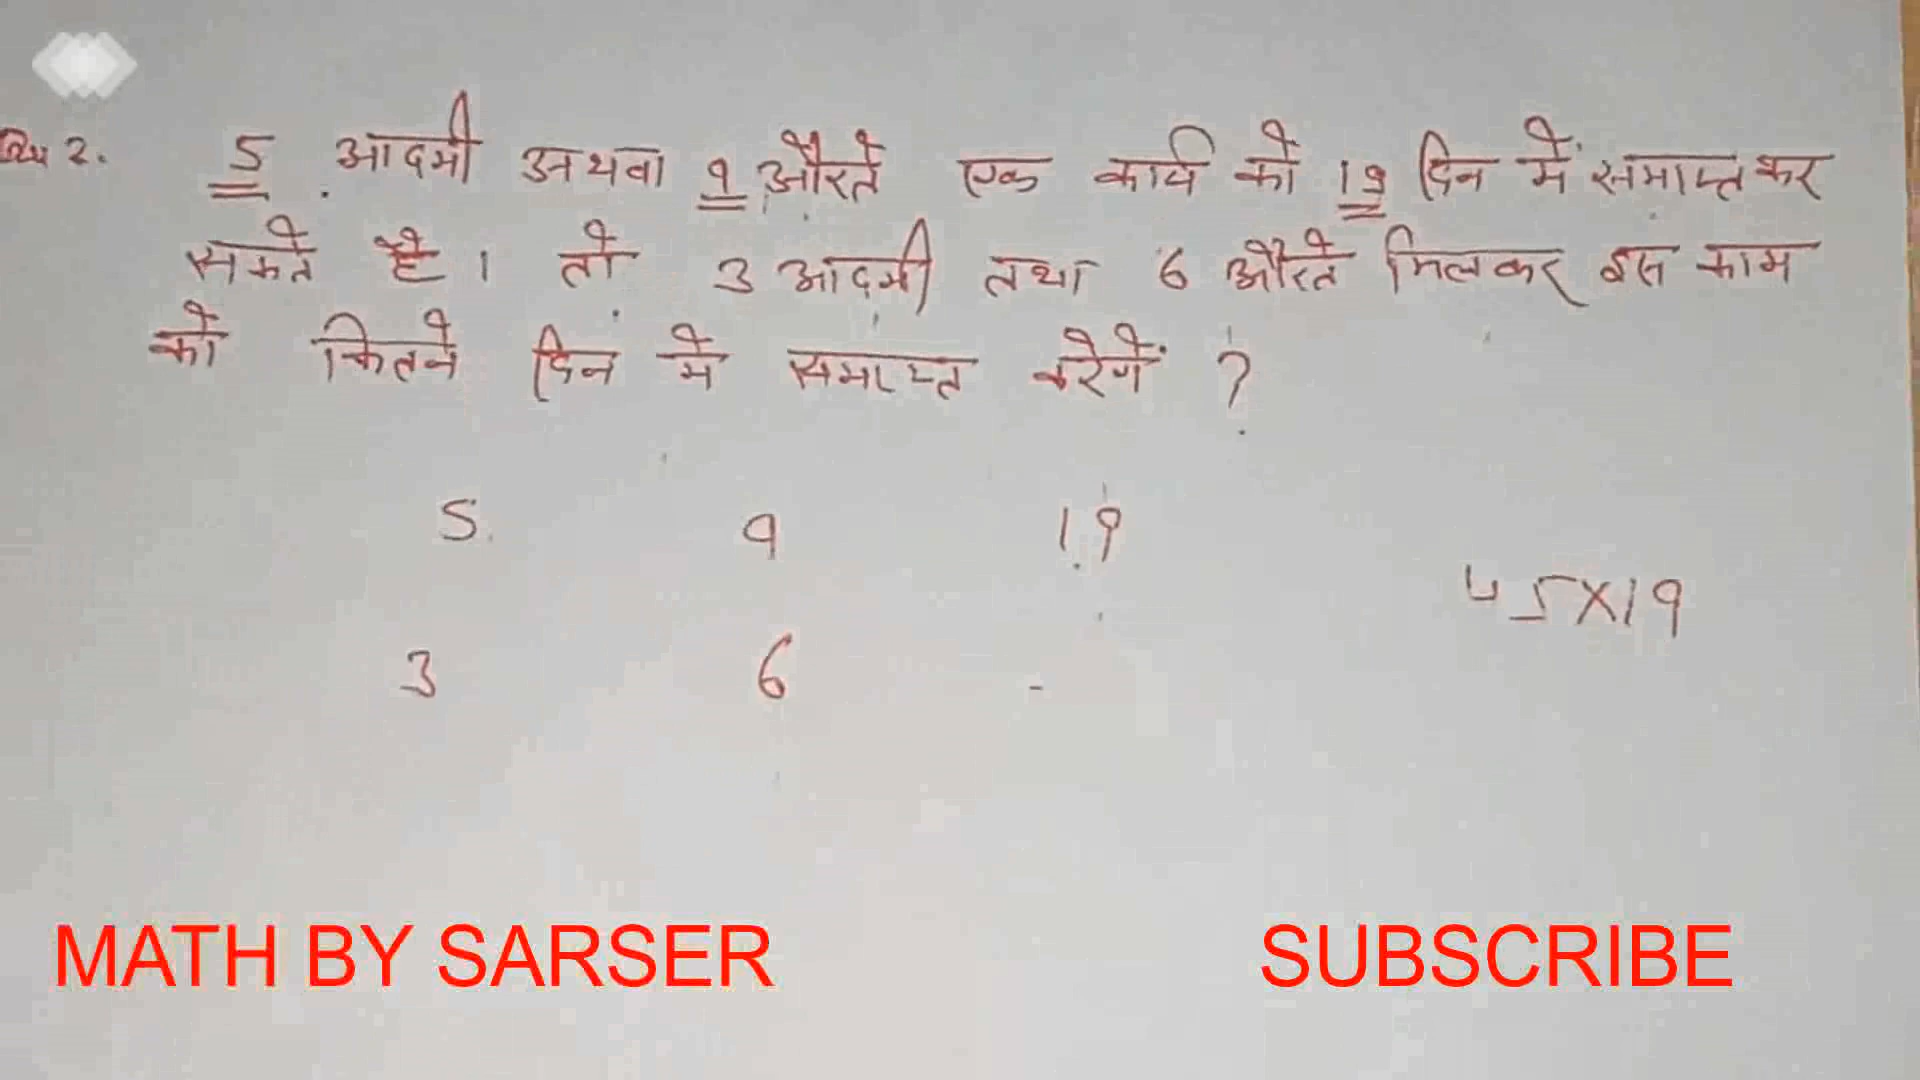 2. 5 आदमी अथवा 9 औरते एक कार्य को 19 दिन में समाप्त कर
सकते है । तो 3 आदमी तथा 6 औरते मिलकर इस काम
को कितने दिन में समाप्त करेगें ?
5 9 19
45X19
3 6 -
MATH BY SARSER SUBSCRIBE